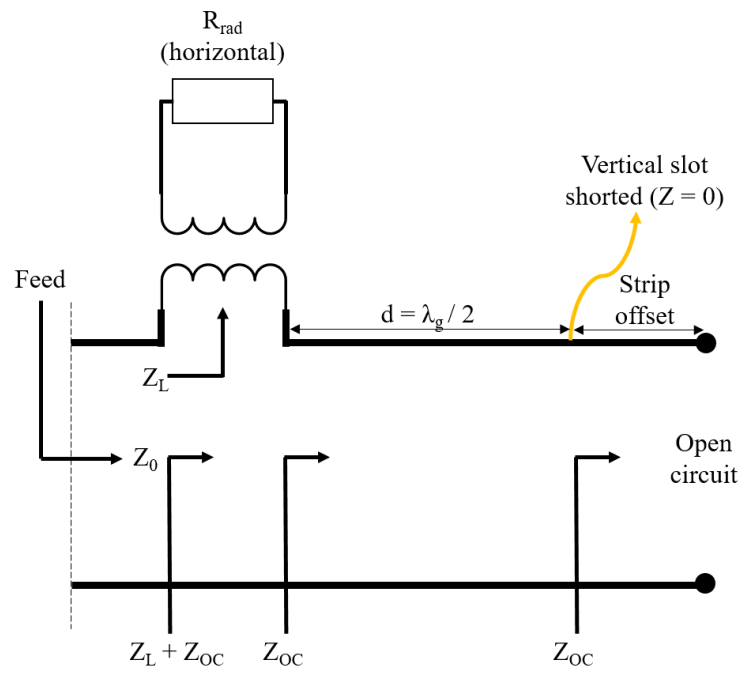 R_rad
(horizontal)
Vertical slot
shorted (Z = 0)
Feed
d = λ_g / 2
Strip
offset
Z_L
Z_0
Open
circuit
Z_L + Z_OC
Z_OC
Z_OC